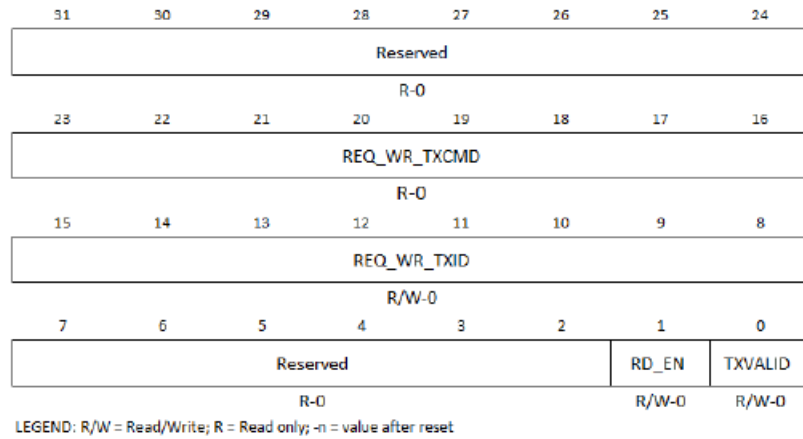 31 30 29 28 27 26 25 24
Reserved
R-0
23 22 21 20 19 18 17 16
REQ_WR_TXCMD
R-0
15 14 13 12 11 10 9 8
REQ_WR_TXID
R/W-0
7 6 5 4 3 2 1 0
Reserved RD_EN TXVALID
R-0 R/W-0 R/W-0
LEGEND: R/W = Read/Write; R = Read only; -n = value after reset